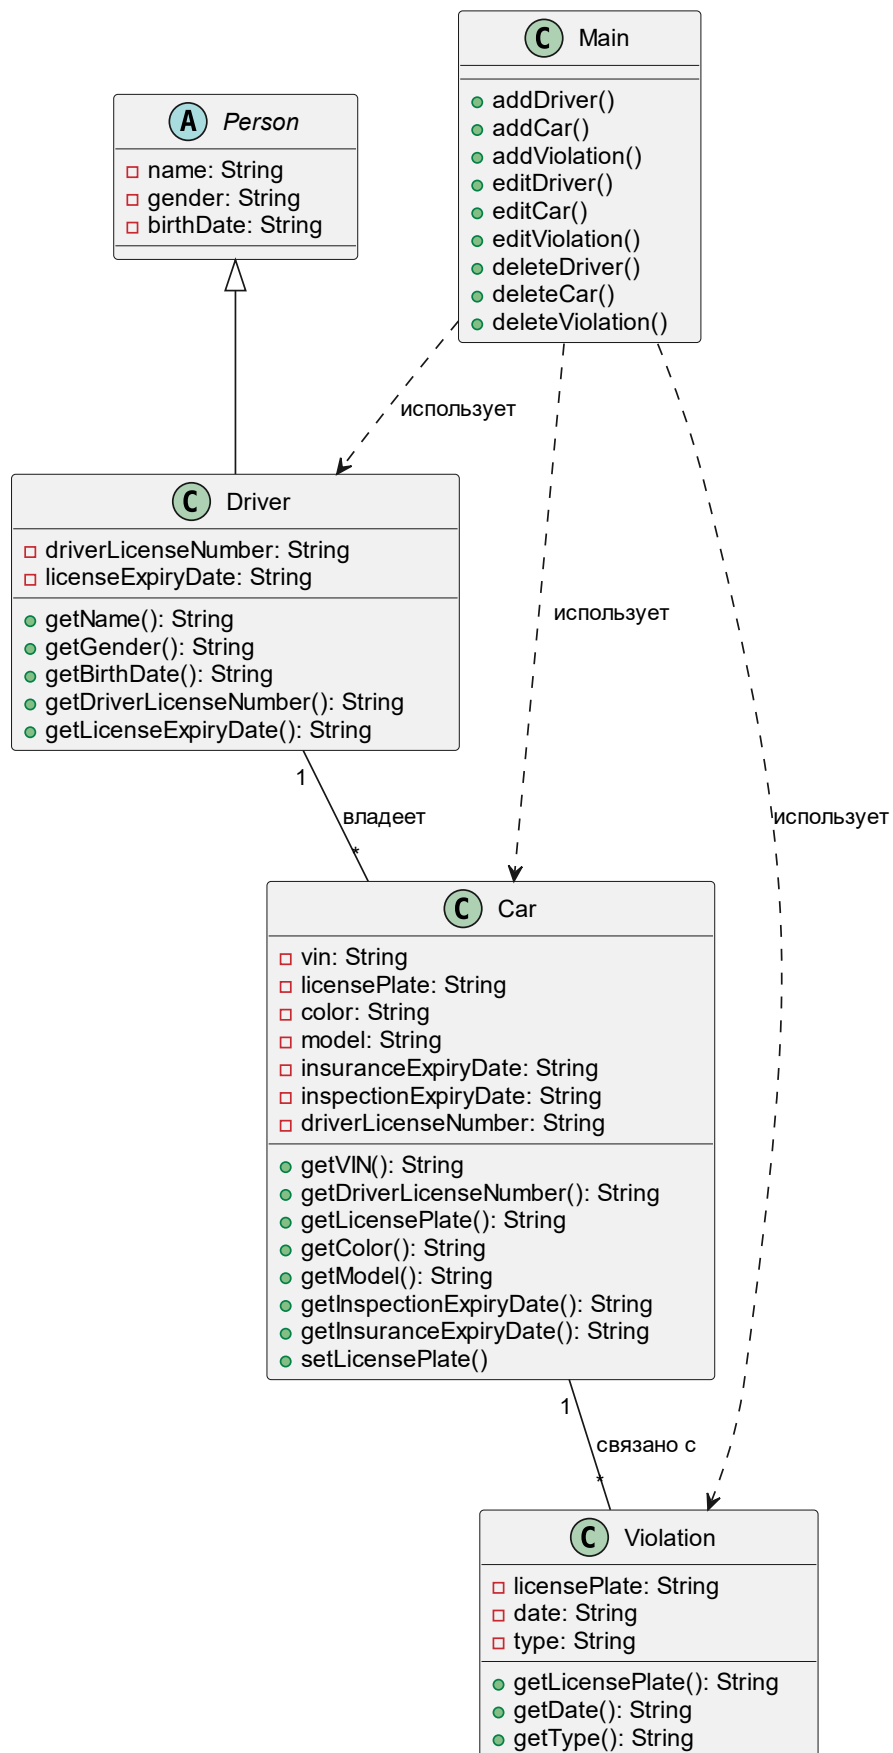 C Main
addDriver()
addCar()
addViolation()
editDriver()
editCar()
editViolation()
deleteDriver()
deleteCar()
deleteViolation()
A Person
name: String
gender: String
birthDate: String
использует
C Driver
driverLicenseNumber: String
licenseExpiryDate: String
getName(): String
getGender(): String
getBirthDate(): String
getDriverLicenseNumber(): String
getLicenseExpiryDate(): String
использует
1
владеет
*
использует
C Car
vin: String
licensePlate: String
color: String
model: String
insuranceExpiryDate: String
inspectionExpiryDate: String
driverLicenseNumber: String
getVIN(): String
getDriverLicenseNumber(): String
getLicensePlate(): String
getColor(): String
getModel(): String
getInspectionExpiryDate(): String
getInsuranceExpiryDate(): String
setLicensePlate()
1
связано с
*
C Violation
licensePlate: String
date: String
type: String
getLicensePlate(): String
getDate(): String
getType(): String